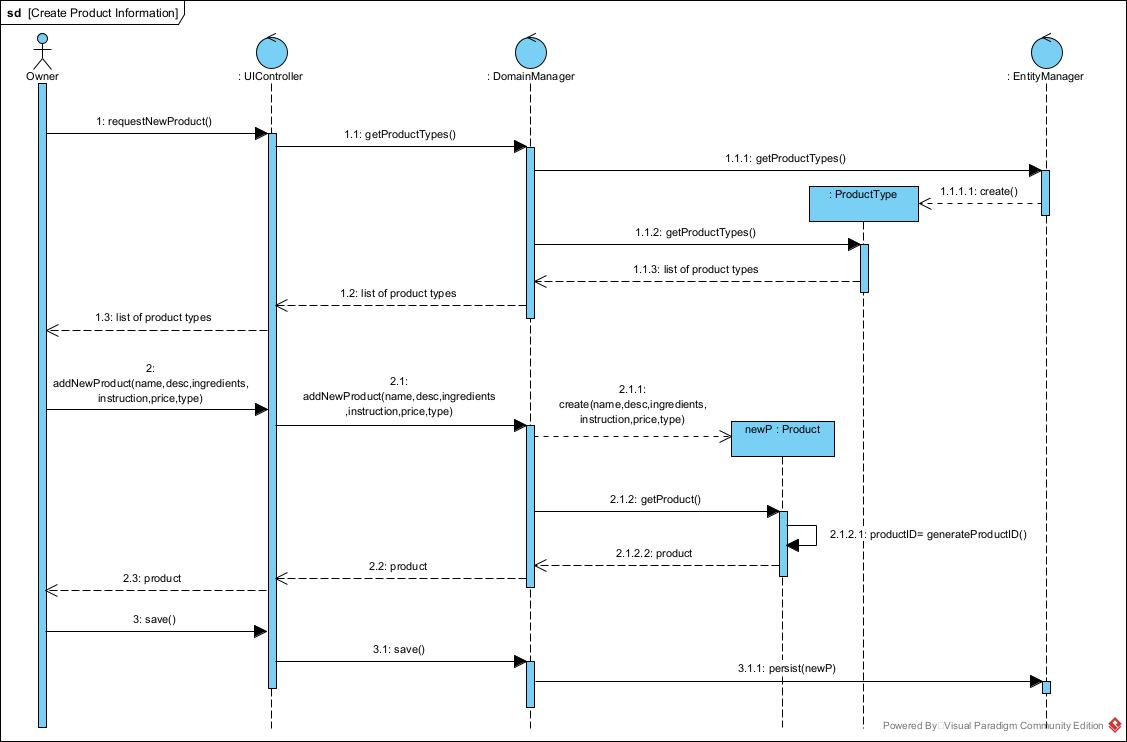 sd [Create Product Information]
Owner
: UIController
: DomainManager
: EntityManager
1: requestNewProduct()
1.1: getProductTypes()
1.1.1: getProductTypes()
: ProductType
1.1.1.1: create()
1.1.2: getProductTypes()
1.1.3: list of product types
1.2: list of product types
1.3: list of product types
2:
addNewProduct(name,desc,ingredients,
instruction,price,type)
2.1:
addNewProduct(name,desc,ingredients
,instruction,price,type)
2.1.1:
create(name,desc,ingredients,
instruction,price,type)
newP : Product
2.1.2: getProduct()
2.1.2.1: productID= generateProductID()
2.1.2.2: product
2.2: product
2.3: product
3: save()
3.1: save()
3.1.1: persist(newP)
Powered By Visual Paradigm Community Edition